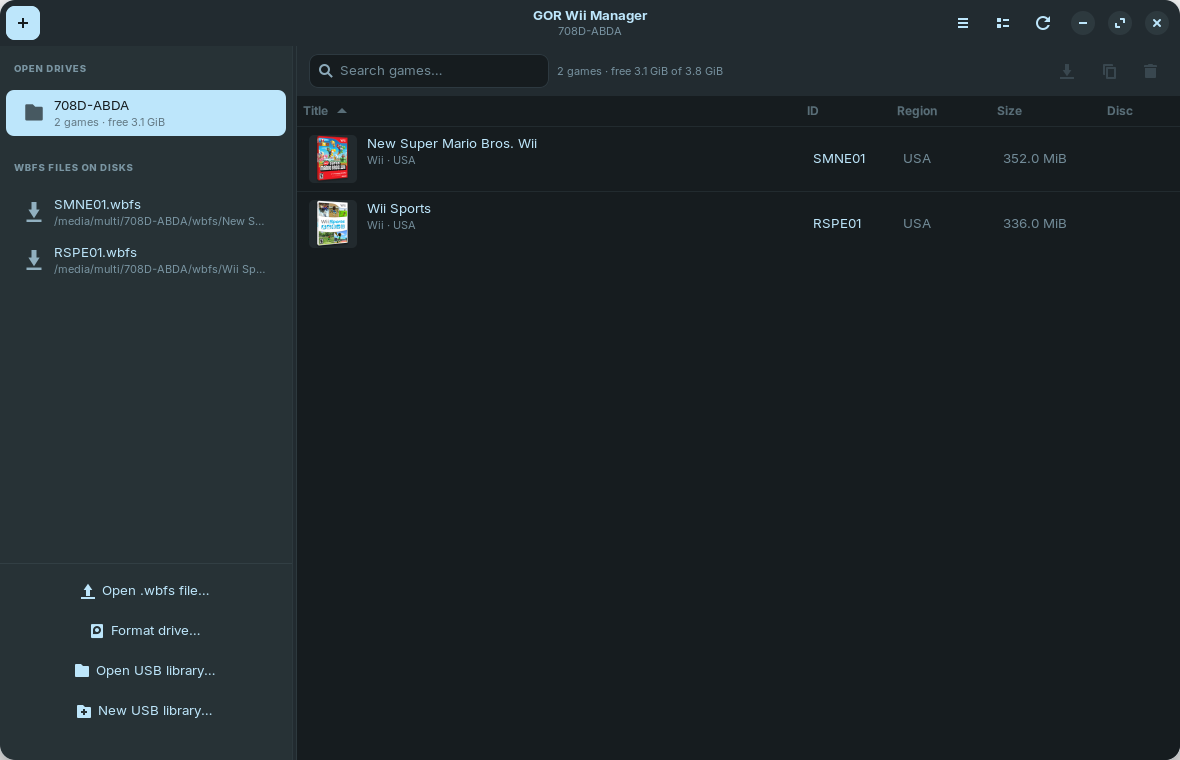 GOR Wii Manager
708D-ABDA
OPEN DRIVES
708D-ABDA
2 games · free 3.1 GiB
WBFS FILES ON DISKS
SMNE01.wbfs
/media/multi/708D-ABDA/wbfs/New S...
RSPE01.wbfs
/media/multi/708D-ABDA/wbfs/Wii Sp...
Open .wbfs file...
Format drive...
Open USB library...
New USB library...
Search games...
2 games · free 3.1 GiB of 3.8 GiB
Title ID Region Size Disc
New Super Mario Bros. Wii
Wii · USA
SMNE01 USA 352.0 MiB
Wii Sports
Wii · USA
RSPE01 USA 336.0 MiB